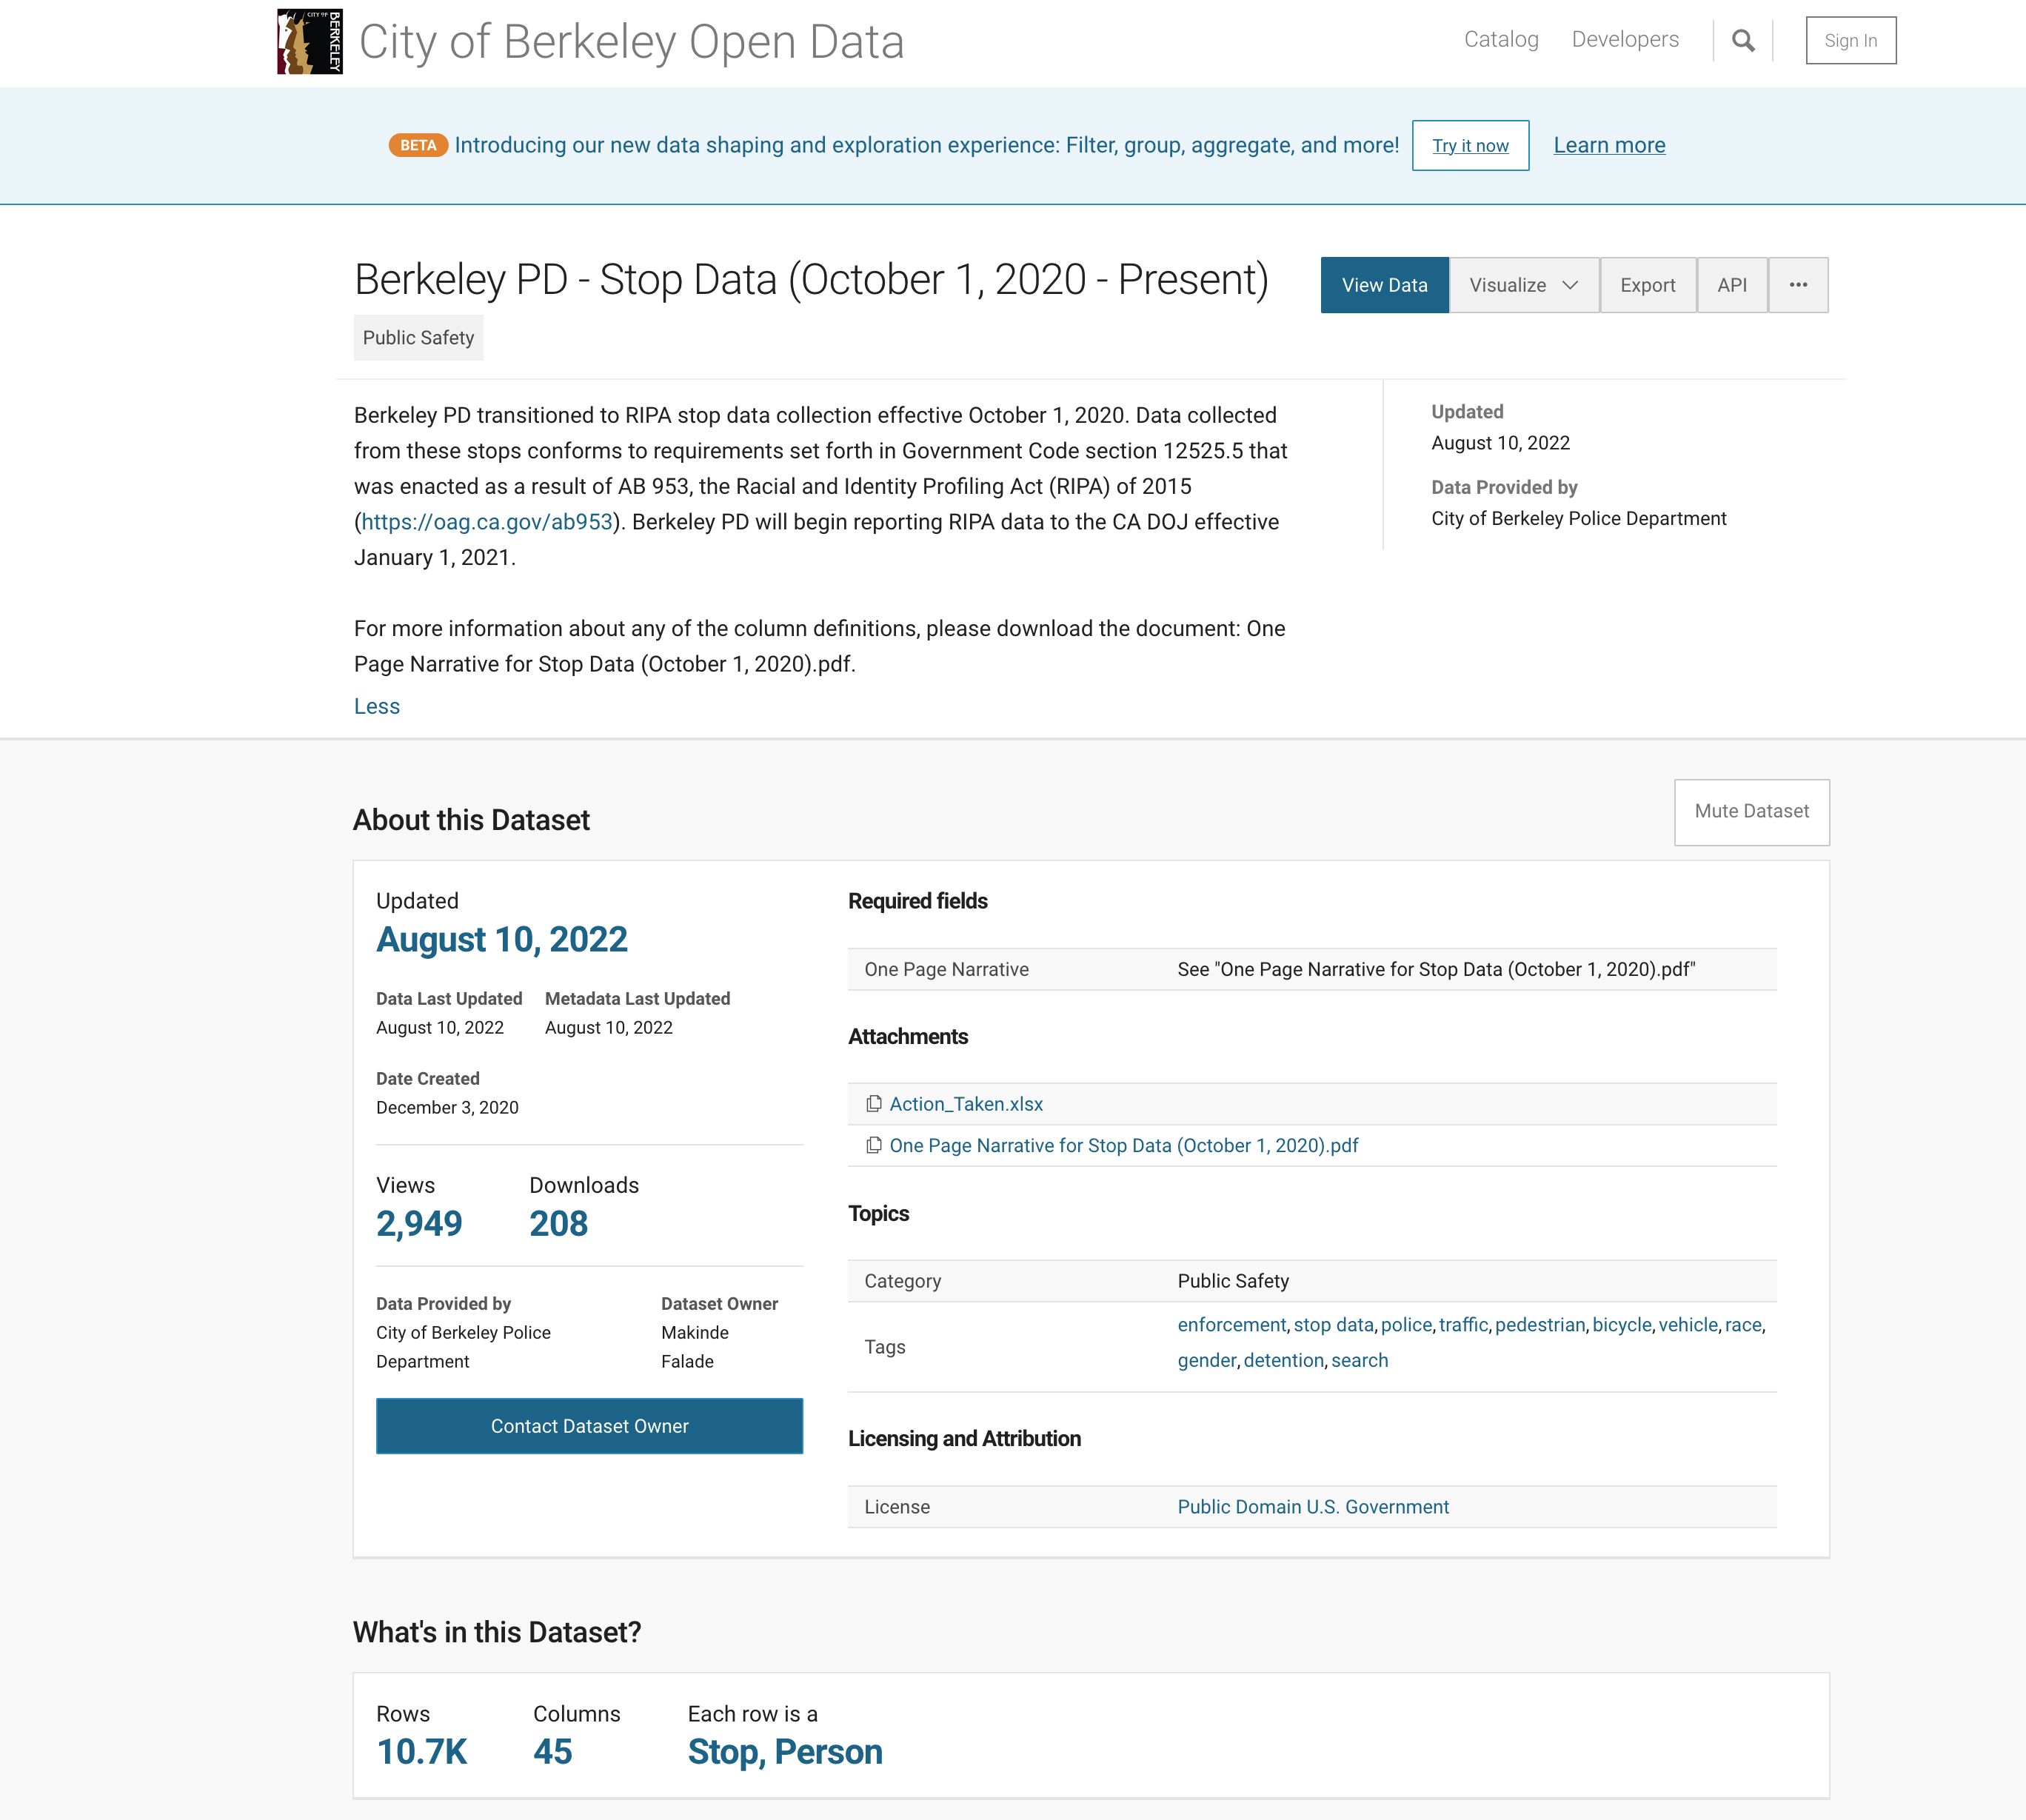 CITY OF BERKELEY
City of Berkeley Open Data
Catalog Developers Sign In
BETA Introducing our new data shaping and exploration experience: Filter, group, aggregate, and more! Try it now Learn more
Berkeley PD - Stop Data (October 1, 2020 - Present)
View Data Visualize Export API ...
Public Safety
Berkeley PD transitioned to RIPA stop data collection effective October 1, 2020. Data collected
from these stops conforms to requirements set forth in Government Code section 12525.5 that
was enacted as a result of AB 953, the Racial and Identity Profiling Act (RIPA) of 2015
(https://oag.ca.gov/ab953). Berkeley PD will begin reporting RIPA data to the CA DOJ effective
January 1, 2021.
For more information about any of the column definitions, please download the document: One
Page Narrative for Stop Data (October 1, 2020).pdf.
Less
Updated
August 10, 2022
Data Provided by
City of Berkeley Police Department
About this Dataset
Mute Dataset
Updated
August 10, 2022
Data Last Updated Metadata Last Updated
August 10, 2022 August 10, 2022
Date Created
December 3, 2020
Views Downloads
2,949 208
Data Provided by Dataset Owner
City of Berkeley Police Makinde
Department Falade
Contact Dataset Owner
Required fields
One Page Narrative See "One Page Narrative for Stop Data (October 1, 2020).pdf"
Attachments
Action_Taken.xlsx
One Page Narrative for Stop Data (October 1, 2020).pdf
Topics
Category Public Safety
Tags enforcement, stop data, police, traffic, pedestrian, bicycle, vehicle, race,
gender, detention, search
Licensing and Attribution
License Public Domain U.S. Government
What's in this Dataset?
Rows Columns Each row is a
10.7K 45 Stop, Person